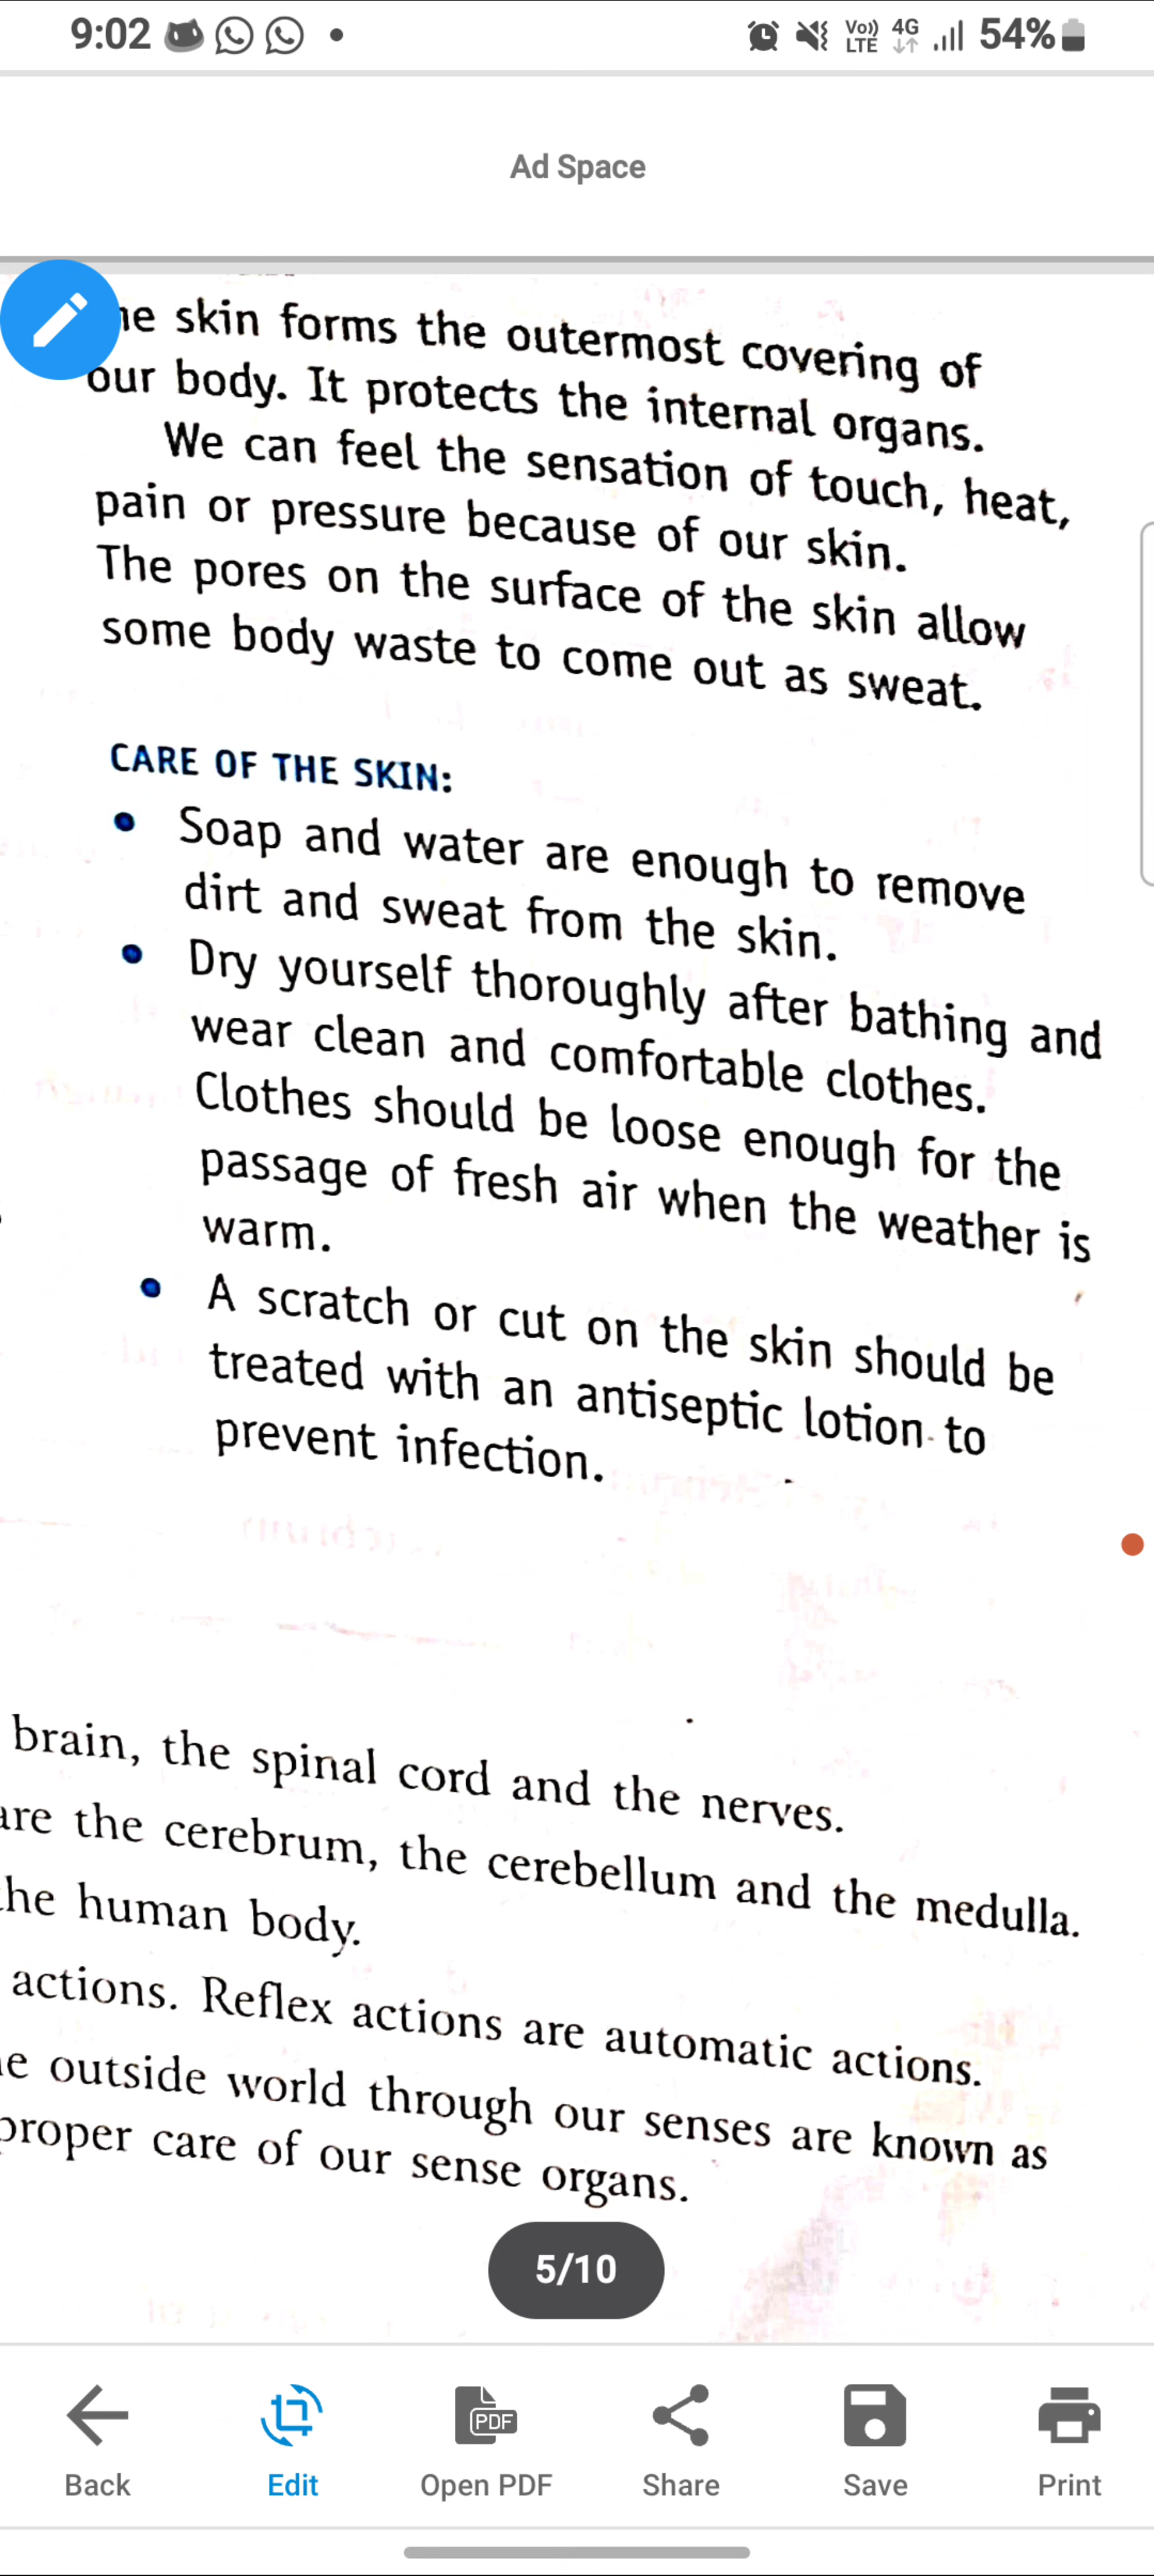 9:02
Vo)) LTE 4G 54%
Ad Space
skin forms the outermost covering of
our body. It protects the internal organs.
We can feel the sensation of touch, heat,
pain or pressure because of our skin.
The pores on the surface of the skin allow
some body waste to come out as sweat.
CARE OF THE SKIN:
• Soap and water are enough to remove
dirt and sweat from the skin.
• Dry yourself thoroughly after bathing and
wear clean and comfortable clothes.
Clothes should be loose enough for the
passage of fresh air when the weather is
warm.
• A scratch or cut on the skin should be
treated with an antiseptic lotion to
prevent infection.
brain, the spinal cord and the nerves.
the cerebrum, the cerebellum and the medulla.
human body.
actions. Reflex actions are automatic actions.
outside world through our senses are known as
proper care of our sense organs.
5/10
PDF
Back Edit Open PDF Share Save Print